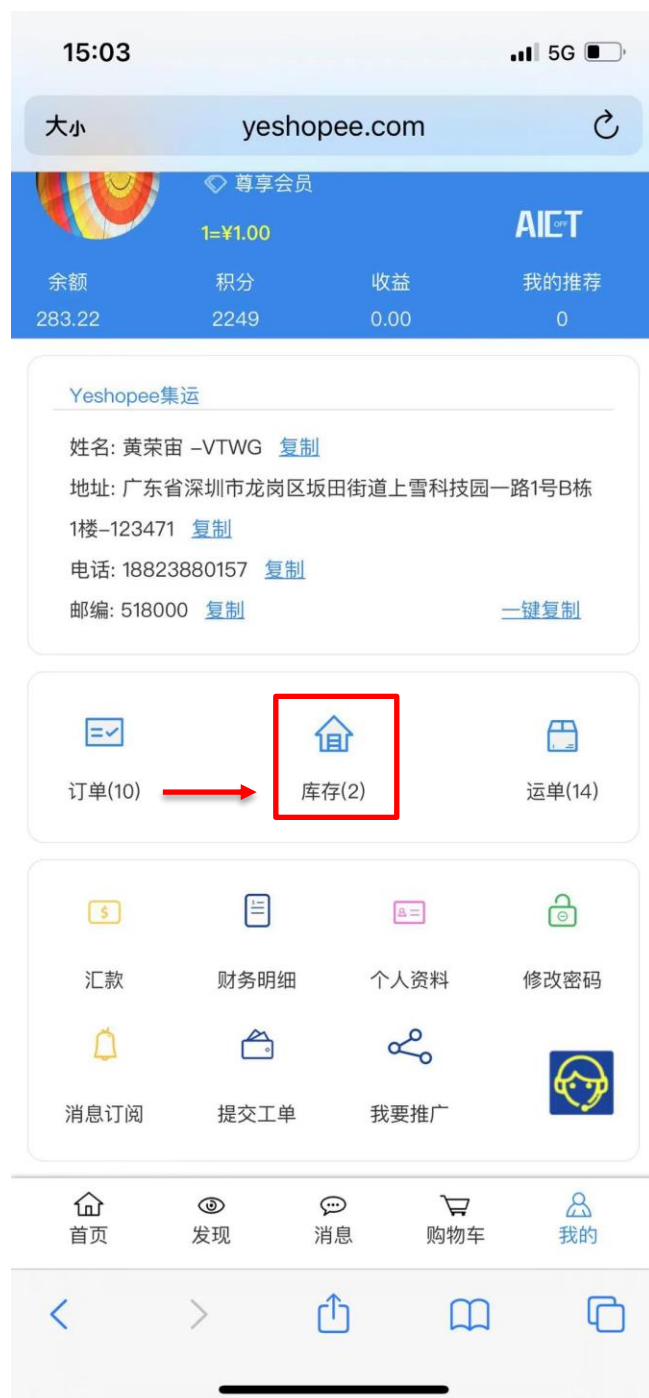 15:03 5G
大小 yeshopee.com
尊享会员
1=¥1.00
AICT OFF
余额 积分 收益 我的推荐
283.22 2249 0.00 0
Yeshopee集运
姓名: 黄荣宙 –VTWG 复制
地址: 广东省深圳市龙岗区坂田街道上雪科技园一路1号B栋
1楼–123471 复制
电话: 18823880157 复制
邮编: 518000 复制 一键复制
订单(10) 库存(2) 运单(14)
汇款 财务明细 个人资料 修改密码
消息订阅 提交工单 我要推广
首页 发现 消息 购物车 我的